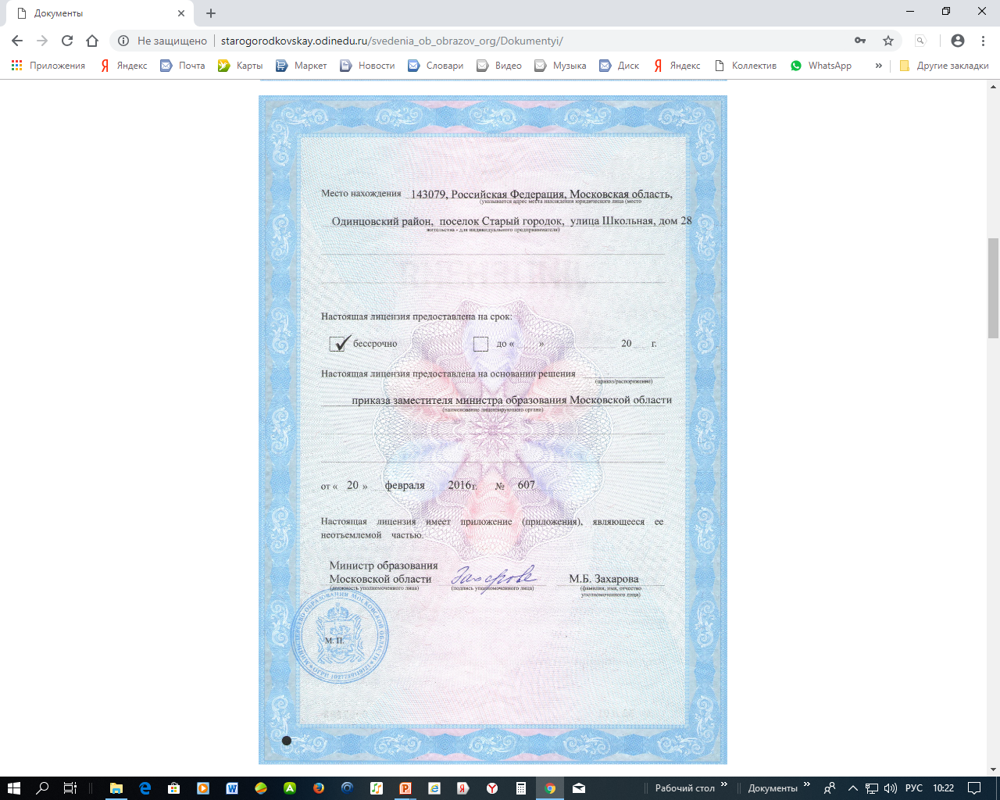 Документы
Не защищено starogorodkovskay.odinedu.ru/svedenia_ob_obrazov_org/Dokumentyi/
Приложения Яндекс Почта Карты Маркет Новости Словари Видео Музыка Диск Яндекс Коллектив WhatsApp » Другие закладки
Место нахождения 143079, Российская Федерация, Московская область,
(указывается адрес места нахождения юридического лица (место
Одинцовский район, поселок Старый городок, улица Школьная, дом 28
жительства - для индивидуального предпринимателя)
Настоящая лицензия предоставлена на срок:
бессрочно до « » 20 г.
Настоящая лицензия предоставлена на основании решения
(приказ/распоряжение)
приказа заместителя министра образования Московской области
(наименование лицензирующего органа)
от « 20 » февраля 2016 г. № 607
Настоящая лицензия имеет приложение (приложения), являющееся ее
неотъемлемой частью.
Министр образования
Московской области М.Б. Захарова
(должность уполномоченного лица) (подпись уполномоченного лица) (фамилия, имя, отчество
уполномоченного лица)
МИНИСТЕРСТВО ОБРАЗОВАНИЯ МОСКОВСКОЙ ОБЛАСТИ
М. П.
Рабочий стол » Документы » РУС 10:22